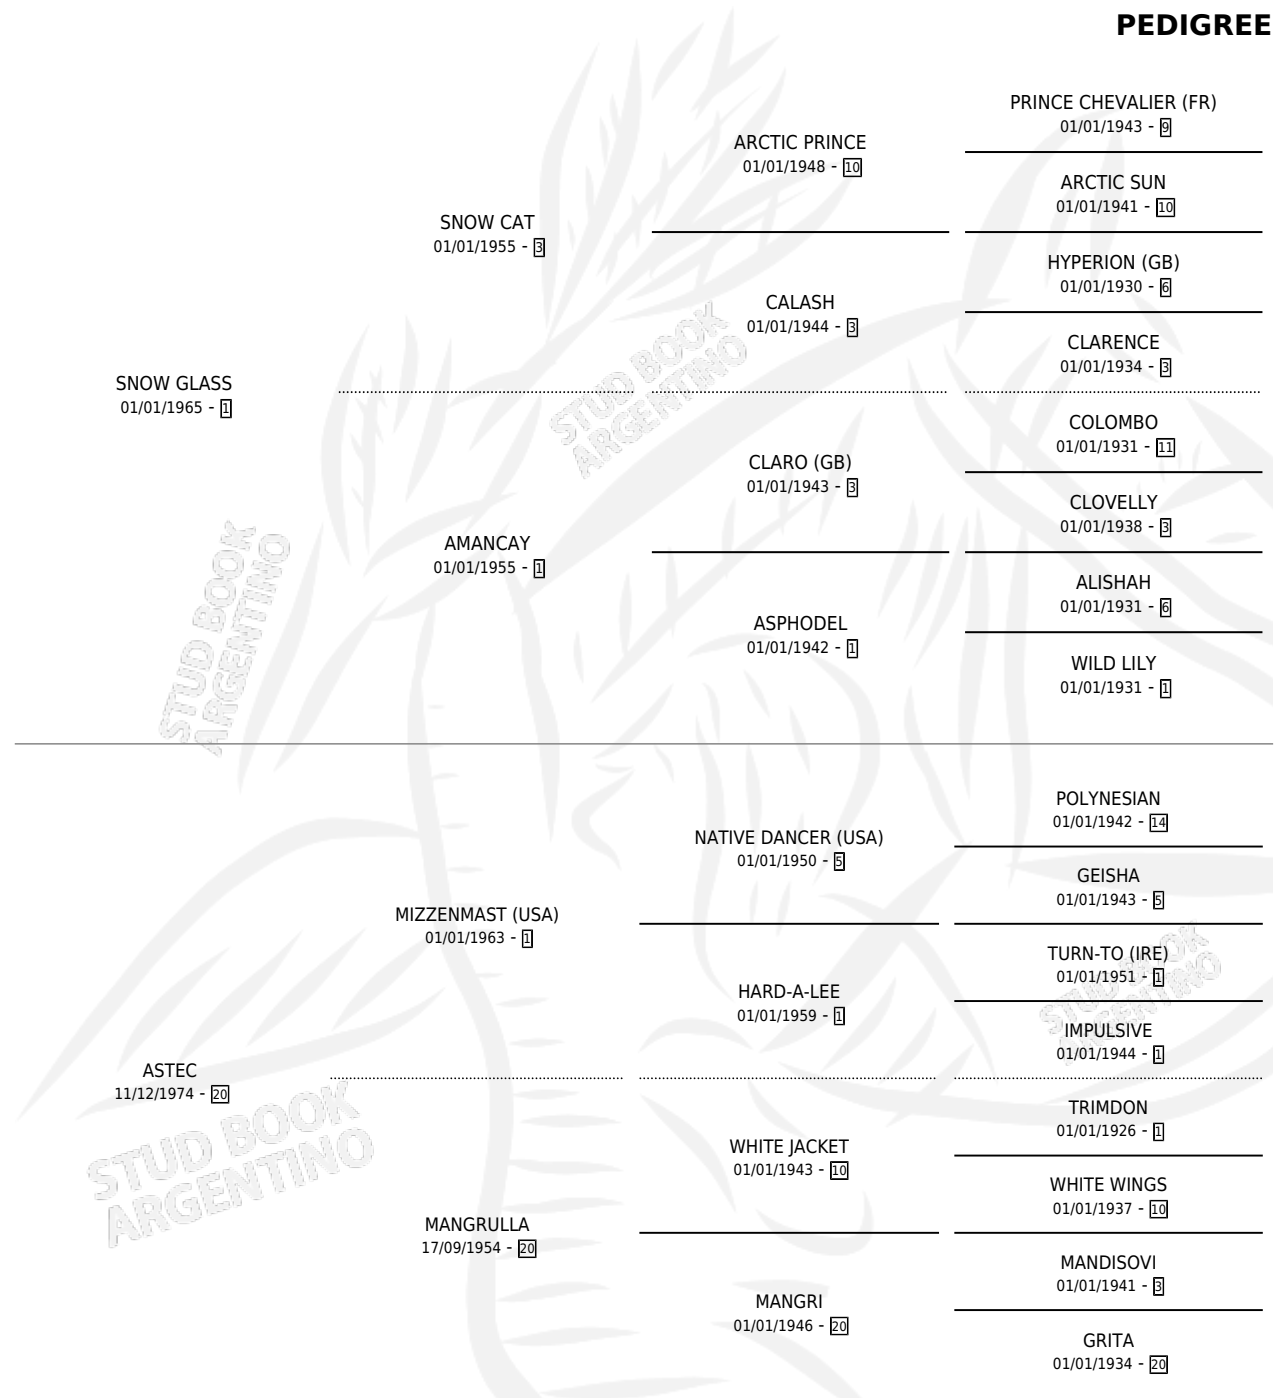 PEDIGREE
PRINCE CHEVALIER (FR)
01/01/1943 - 9
ARCTIC PRINCE
01/01/1948 - 10
ARCTIC SUN
01/01/1941 - 10
SNOW CAT
01/01/1955 - 3
HYPERION (GB)
01/01/1930 - 6
CALASH
01/01/1944 - 3
CLARENCE
01/01/1934 - 3
SNOW GLASS
01/01/1965 - 1
COLOMBO
01/01/1931 - 11
CLARO (GB)
01/01/1943 - 3
CLOVELLY
01/01/1938 - 3
AMANCAY
01/01/1955 - 1
ALISHAH
01/01/1931 - 6
ASPHODEL
01/01/1942 - 1
WILD LILY
01/01/1931 - 1
STUD BOOK
ARGENTINO
STUD BOOK
ARGENTINO
POLYNESIAN
01/01/1942 - 14
NATIVE DANCER (USA)
01/01/1950 - 5
GEISHA
01/01/1943 - 5
MIZZENMAST (USA)
01/01/1963 - 1
TURN-TO (IRE)
01/01/1951 - 1
HARD-A-LEE
01/01/1959 - 1
IMPULSIVE
01/01/1944 - 1
STUD BOOK
ARGENTINO
ASTEC
11/12/1974 - 20
TRIMDON
01/01/1926 - 1
WHITE JACKET
01/01/1943 - 10
WHITE WINGS
01/01/1937 - 10
MANGRULLA
17/09/1954 - 20
MANDISOVI
01/01/1941 - 3
MANGRI
01/01/1946 - 20
GRITA
01/01/1934 - 20
STUD BOOK
ARGENTINO